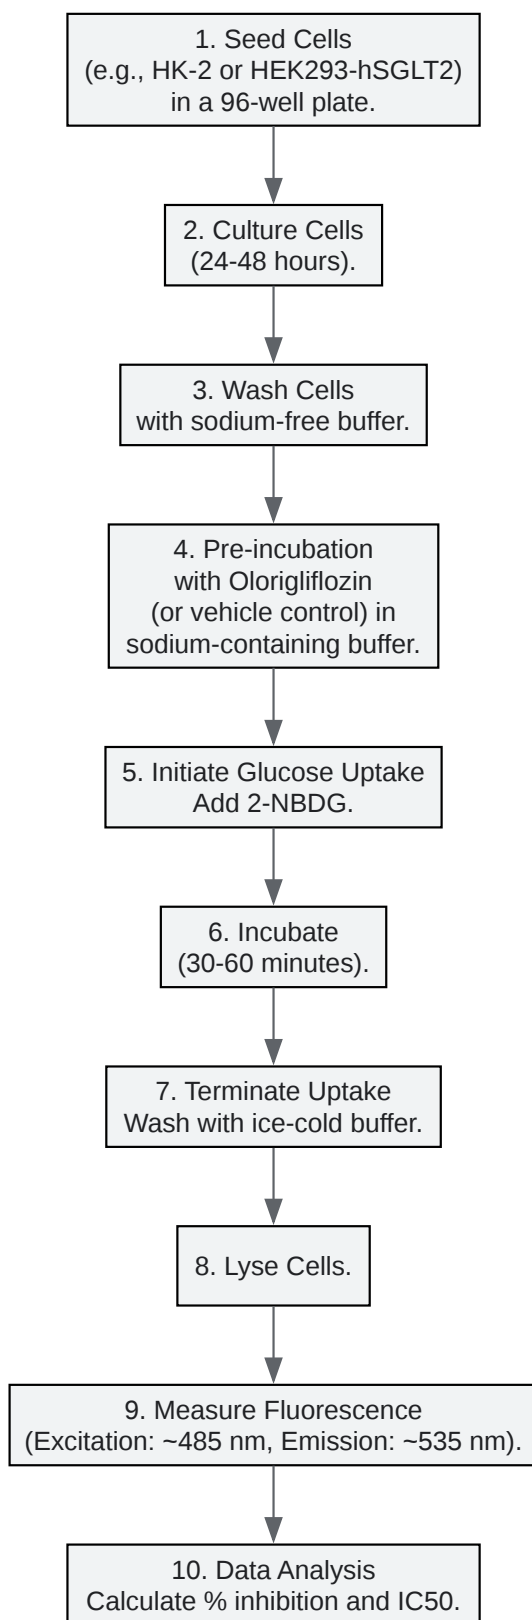 1. Seed Cells
(e.g., HK-2 or HEK293-hSGLT2)
in a 96-well plate.
2. Culture Cells
(24-48 hours).
3. Wash Cells
with sodium-free buffer.
4. Pre-incubation
with Olorigliflozin
(or vehicle control) in
sodium-containing buffer.
5. Initiate Glucose Uptake
Add 2-NBDG.
6. Incubate
(30-60 minutes).
7. Terminate Uptake
Wash with ice-cold buffer.
8. Lyse Cells.
9. Measure Fluorescence
(Excitation: ~485 nm, Emission: ~535 nm).
10. Data Analysis
Calculate % inhibition and IC50.